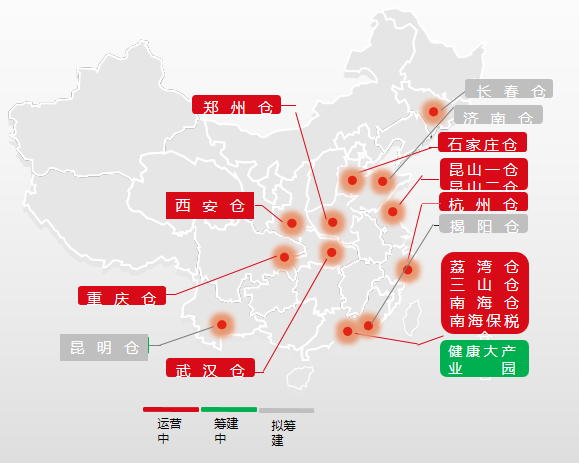 长春仓
济南仓
郑州仓
石家庄仓
昆山一仓
昆山二仓
西安仓
杭州仓
揭阳仓
荔湾仓
三山仓
南海仓
南海保税
仓
重庆仓
昆明仓
武汉仓
健康大产
业园
运营
中
筹建
中
拟筹
建